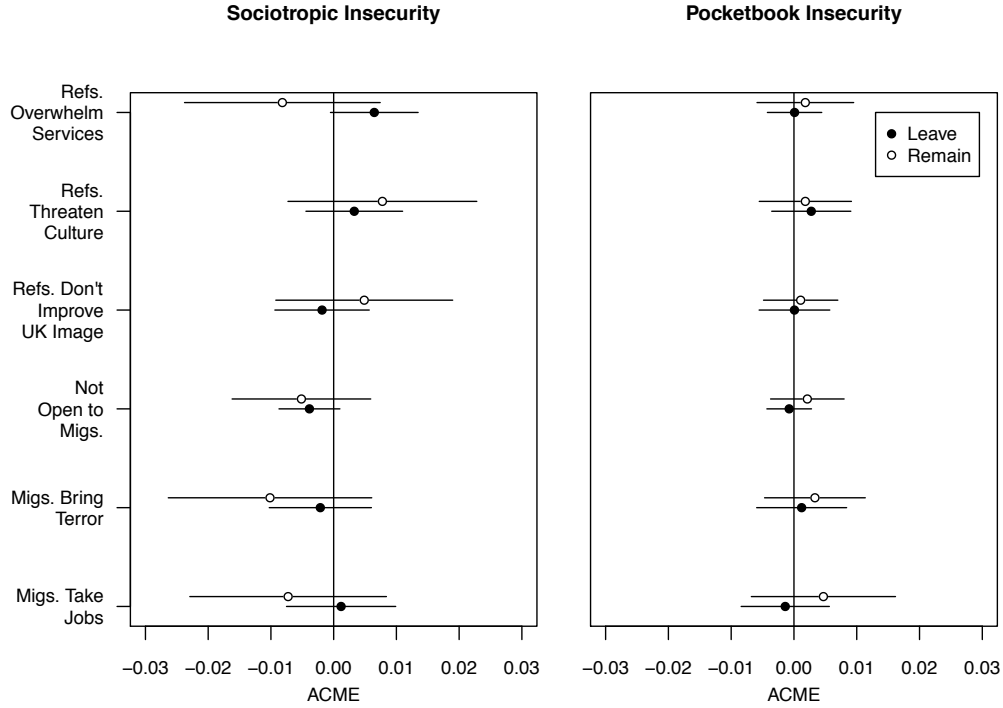 Sociotropic Insecurity
Pocketbook Insecurity
Refs.
Overwhelm
Services
Refs.
Threaten
Culture
Refs. Don't
Improve
UK Image
Not
Open to
Migs.
Migs. Bring
Terror
Migs. Take
Jobs
Leave
Remain
−0.03 −0.02 −0.01 0.00 0.01 0.02 0.03
ACME
−0.03 −0.02 −0.01 0.00 0.01 0.02 0.03
ACME